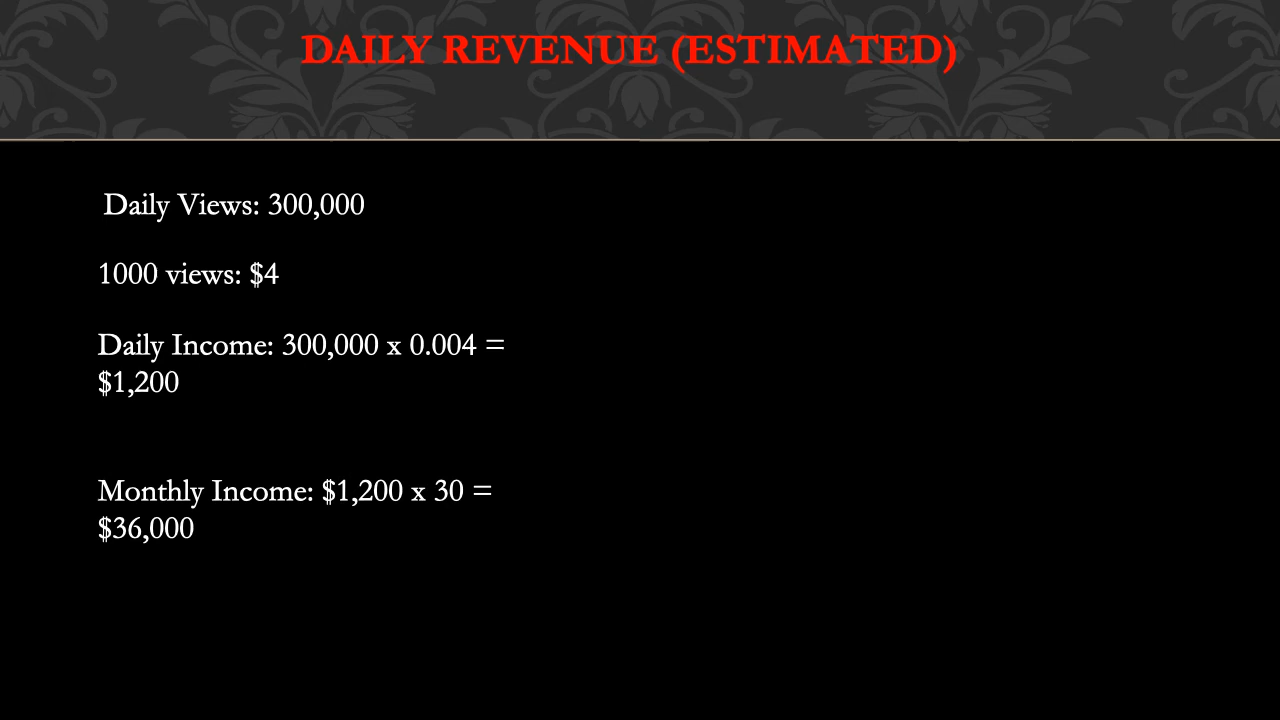 DAILY REVENUE (ESTIMATED)
Daily Views: 300,000
1000 views: $4
Daily Income: 300,000 x 0.004 =
$1,200
Monthly Income: $1,200 x 30 =
$36,000